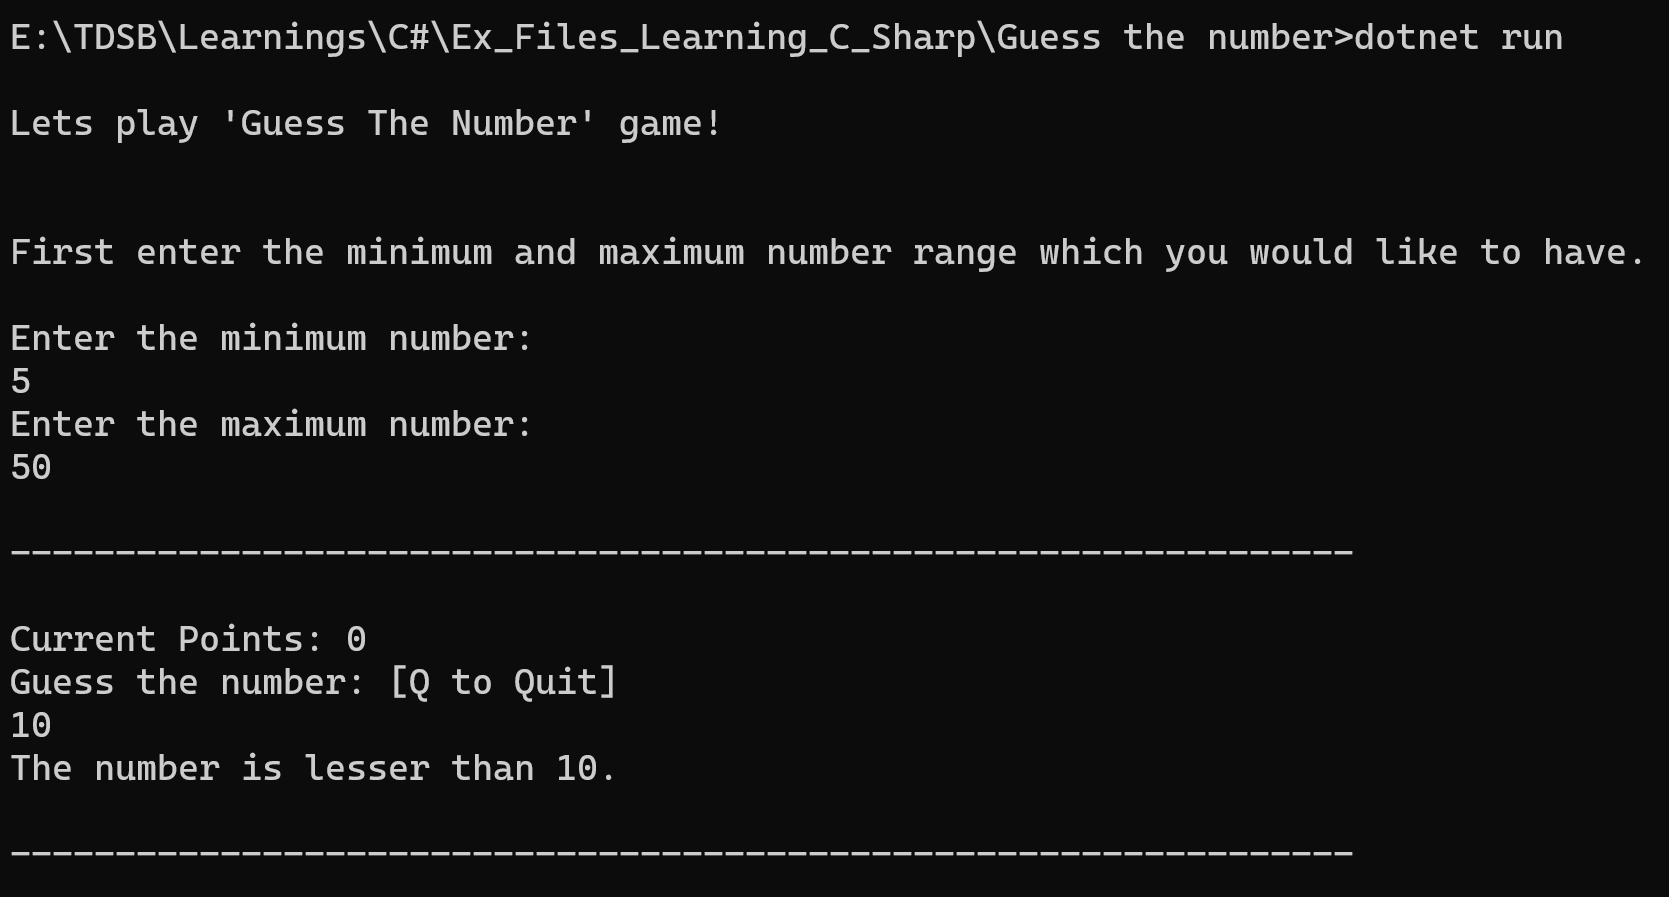 E:\TDSB\Learnings\C#\Ex_Files_Learning_C_Sharp\Guess the number>dotnet run
Lets play 'Guess The Number' game!
First enter the minimum and maximum number range which you would like to have.
Enter the minimum number:
5
Enter the maximum number:
50
----------------------------------------------------------------
Current Points: 0
Guess the number: [Q to Quit]
10
The number is lesser than 10.
----------------------------------------------------------------